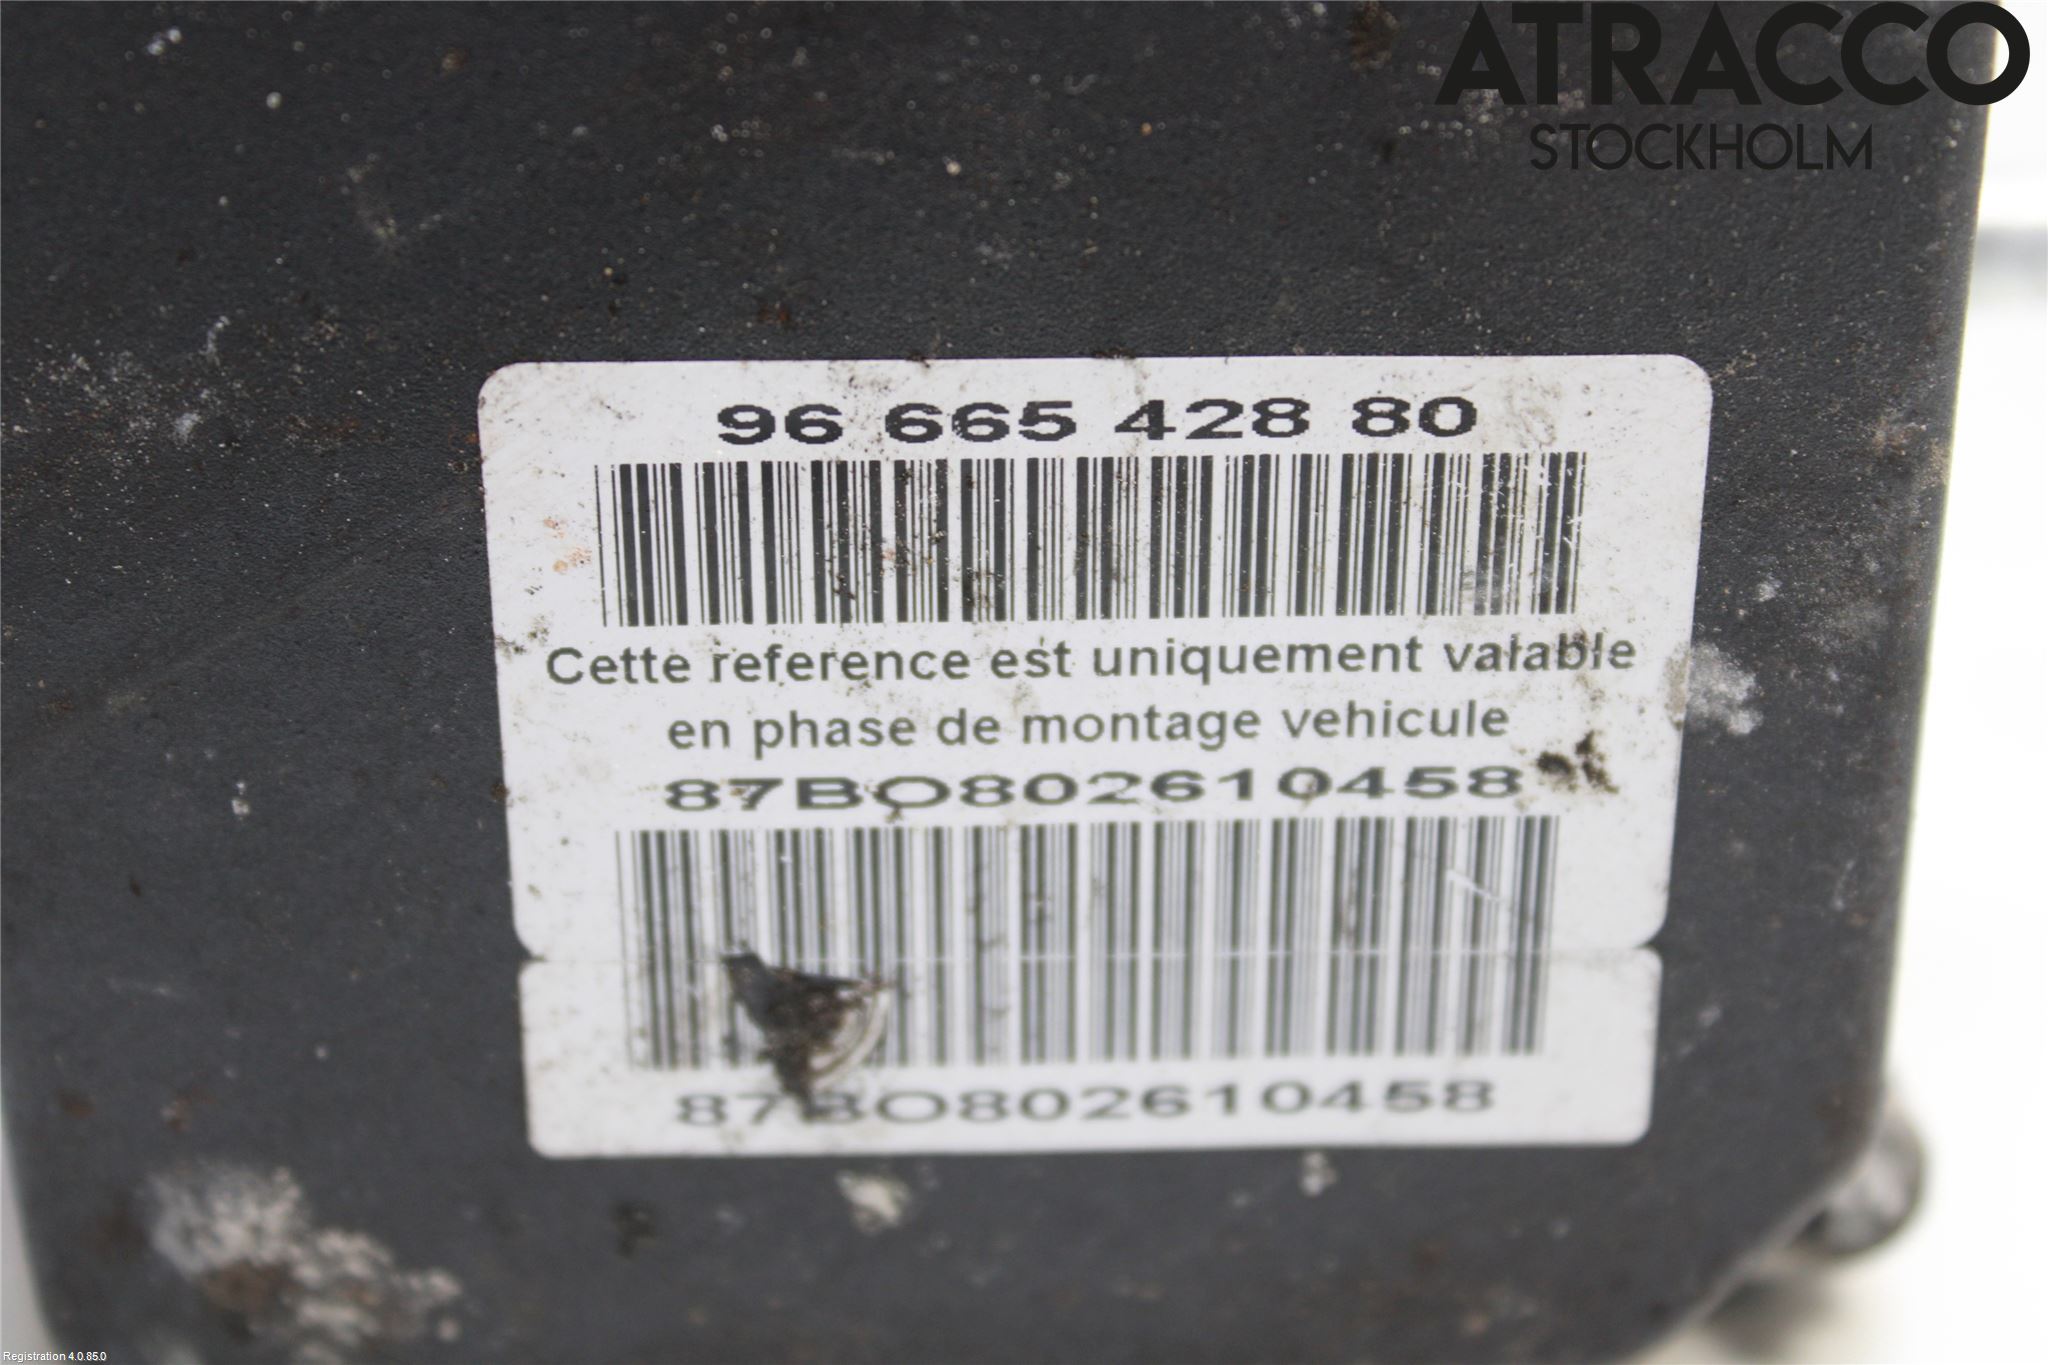 ATRACCO
STOCKHOLM
96 665 428 80
Cette reference est uniquement valable
en phase de montage vehicule
87BO802610458
87BO802610458
Registration 4.0.85.0